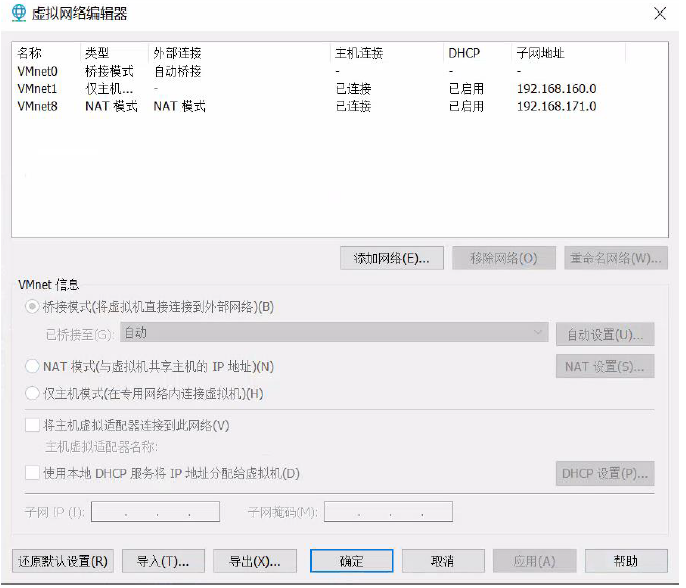 虚拟网络编辑器
名称 类型 外部连接 主机连接 DHCP 子网地址
VMnet0 桥接模式 自动桥接 - - -
VMnet1 仅主机... - 已连接 已启用 192.168.160.0
VMnet8 NAT 模式 NAT 模式 已连接 已启用 192.168.171.0
添加网络(E)... 移除网络(O) 重命名网络(W)...
VMnet 信息
桥接模式(将虚拟机直接连接到外部网络)(B)
已桥接至(G): 自动 自动设置(U)...
NAT 模式(与虚拟机共享主机的 IP 地址)(N) NAT 设置(S)...
仅主机模式(在专用网络内连接虚拟机)(H)
将主机虚拟适配器连接到此网络(V)
主机虚拟适配器名称:
使用本地 DHCP 服务将 IP 地址分配给虚拟机(D) DHCP 设置(P)...
子网 IP (I): . . . 子网掩码(M): . . .
还原默认设置(R) 导入(T)... 导出(X)... 确定 取消 应用(A) 帮助